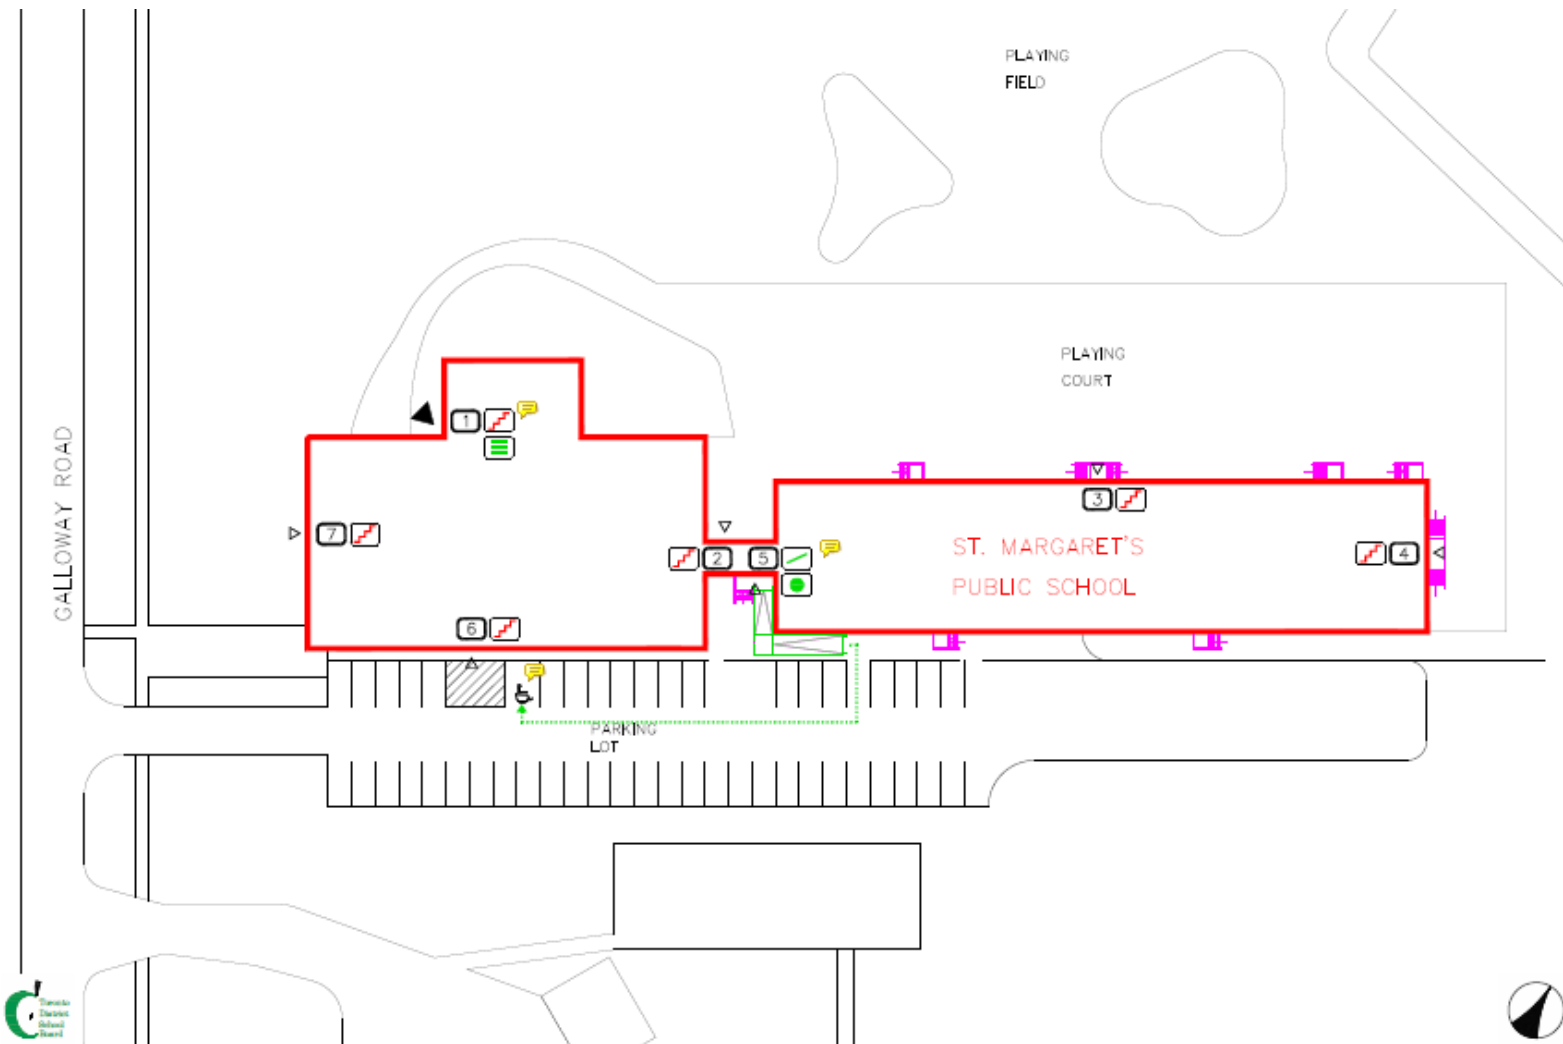 PLAYING
FIELD
PLAYING
COURT
GALLOWAY ROAD
1
7
2
5
3
4
ST. MARGARET'S
PUBLIC SCHOOL
6
PARKING
LOT
Toronto
District
School
Board